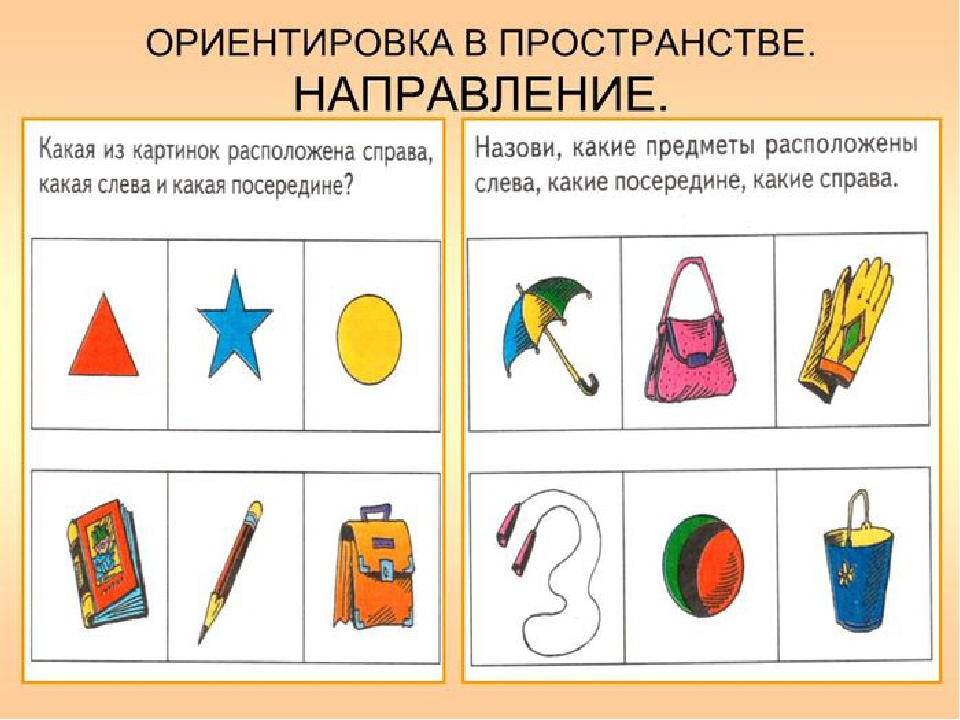 ОРИЕНТИРОВКА В ПРОСТРАНСТВЕ.
НАПРАВЛЕНИЕ.
Какая из картинок расположена справа,
какая слева и какая посередине?
Назови, какие предметы расположены
слева, какие посередине, какие справа.